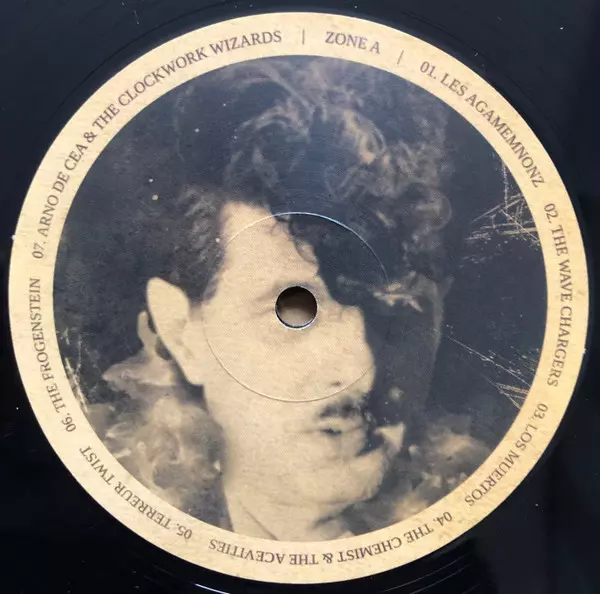 ZONE A
01. LES AGAMEMNONZ
02. THE WAVE CHARGERS
03. LOS MUERTOS
04. THE CHEMIST & THE ACEVITIES
05. TERREUR TWIST
06. THE FROGENSTEIN
07. ARNO DE CEA & THE CLOCKWORK WIZARDS